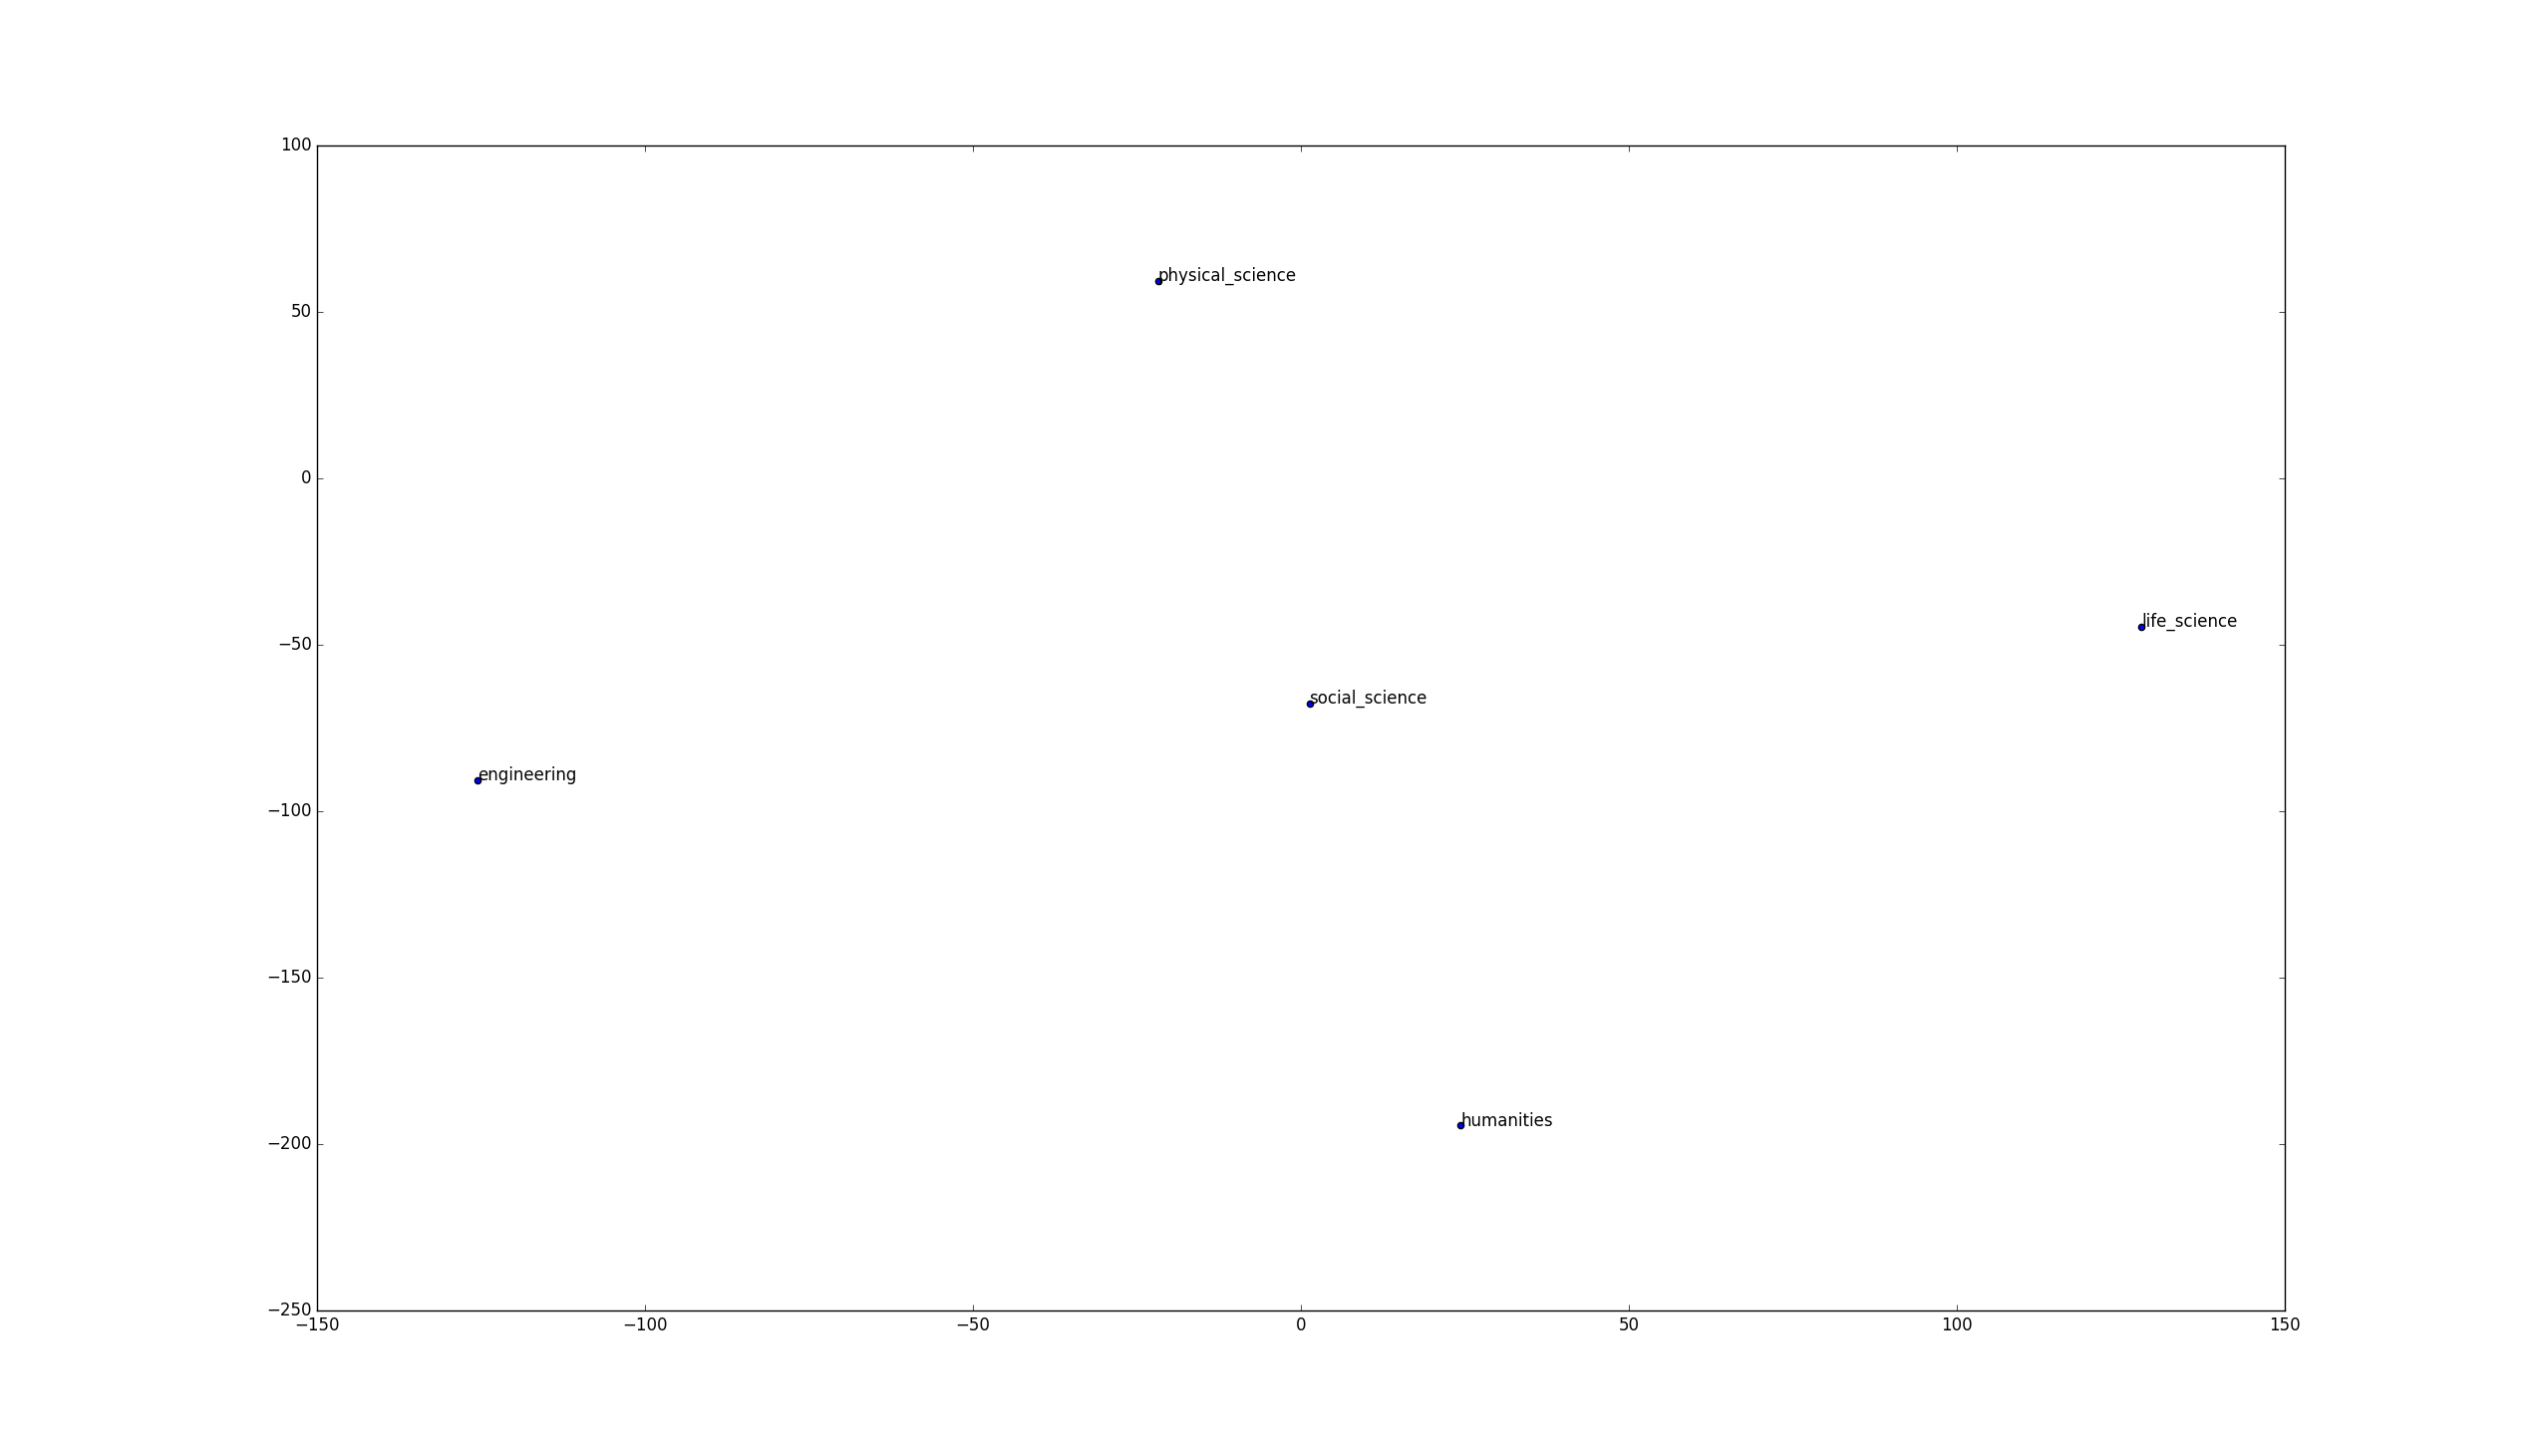 100
physical_science
50
0
−50
life_science
social_science
engineering
−100
−150
humanities
−200
−250
−150 −100 −50 0 50 100 150